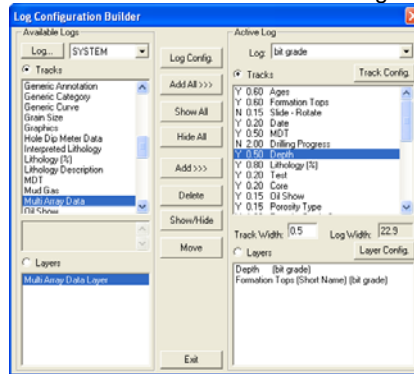 Log Configuration Builder
Available Logs
Log... SYSTEM
Tracks
Generic Annotation
Generic Category
Generic Curve
Grain Size
Graphics
Hole Dip Meter Data
Interpreted Lithology
Lithology (%)
Lithology Description
MDT
Mud Gas
Multi Array Data
Oil Show
Layers
Multi Array Data Layer
Log Config.
Add All >>>
Show All
Hide All
Add >>>
Delete
Show/Hide
Move
Exit
Active Log
Log: bit grade
Tracks
Track Config.
Y 0.60 Ages
Y 0.60 Formation Tops
N 0.15 Slide - Rotate
Y 0.20 Date
Y 0.50 MDT
N 2.00 Drilling Progress
Y 0.50 Depth
Y 0.80 Lithology (%)
Y 0.20 Test
Y 0.20 Core
Y 0.15 Oil Show
Y 0.15 Porosity Type
Track Width: 0.5 Log Width: 22.9
Layers
Layer Config.
Depth (bit grade)
Formation Tops (Short Name) (bit grade)